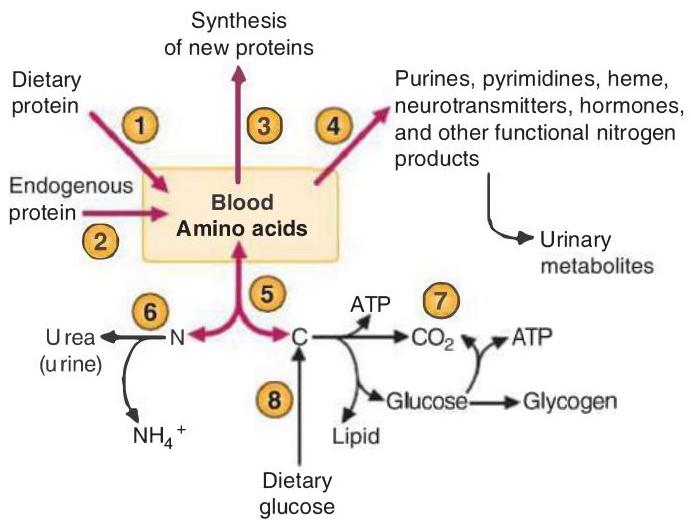 Synthesis
of new proteins
Dietary
protein
Purines, pyrimidines, heme,
neurotransmitters, hormones,
and other functional nitrogen
products
1
3
4
Endogenous
protein
2
Blood
Amino acids
Urinary
metabolites
5
6
7
ATP
Urea
(urine)
N
C
CO2
ATP
8
Glucose
Glycogen
NH4+
Lipid
Dietary
glucose